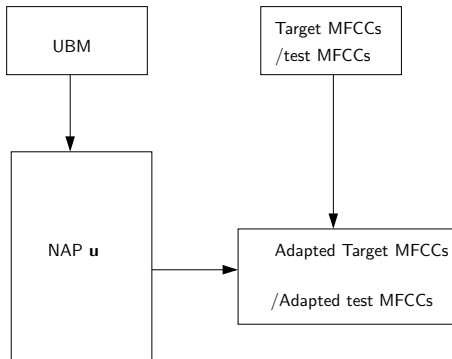 UBM
Target MFCCs
/test MFCCs
NAP u
Adapted Target MFCCs
/Adapted test MFCCs